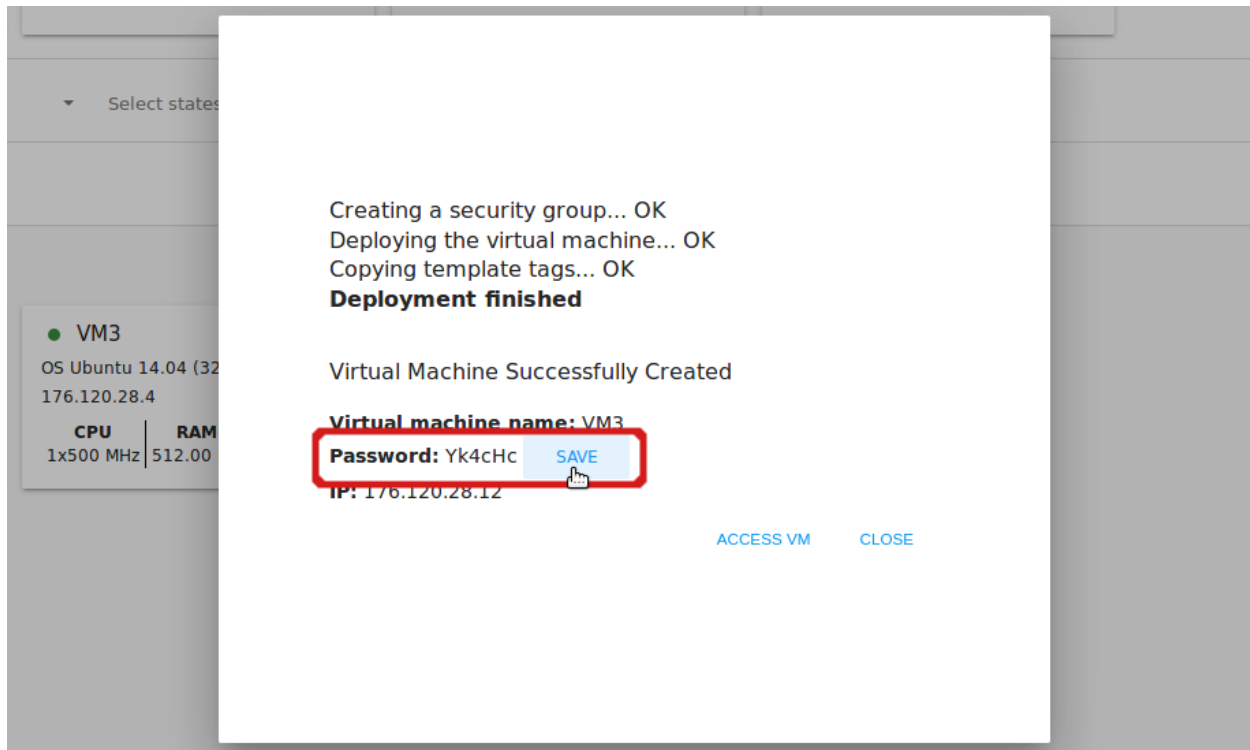 Select states
Creating a security group... OK
Deploying the virtual machine... OK
Copying template tags... OK
Deployment finished
VM3
OS Ubuntu 14.04 (32
176.120.28.4
CPU RAM
1x500 MHz 512.00
Virtual Machine Successfully Created
Virtual machine name: VM3
Password: Yk4cHc SAVE
IP: 176.120.28.12
ACCESS VM CLOSE